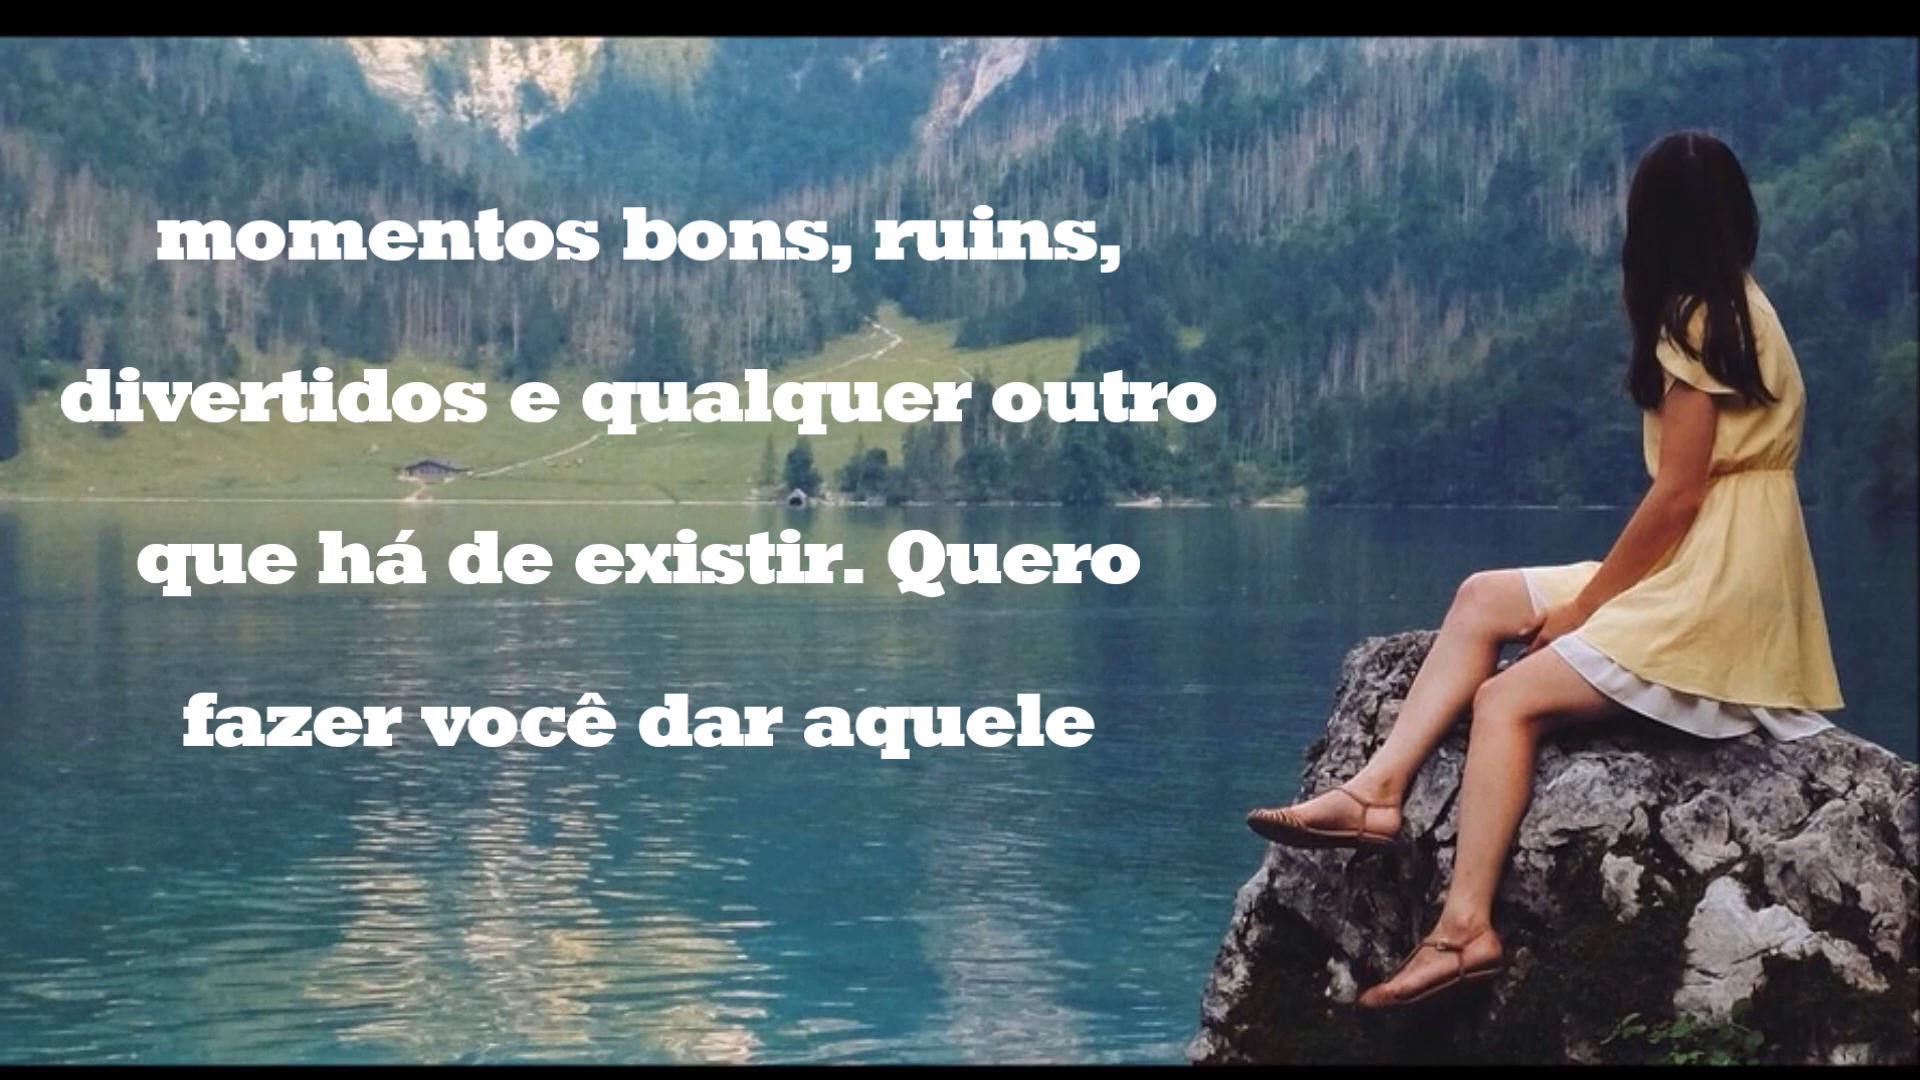 momentos bons, ruins,
divertidos e qualquer outro
que há de existir. Quero
fazer você dar aquele